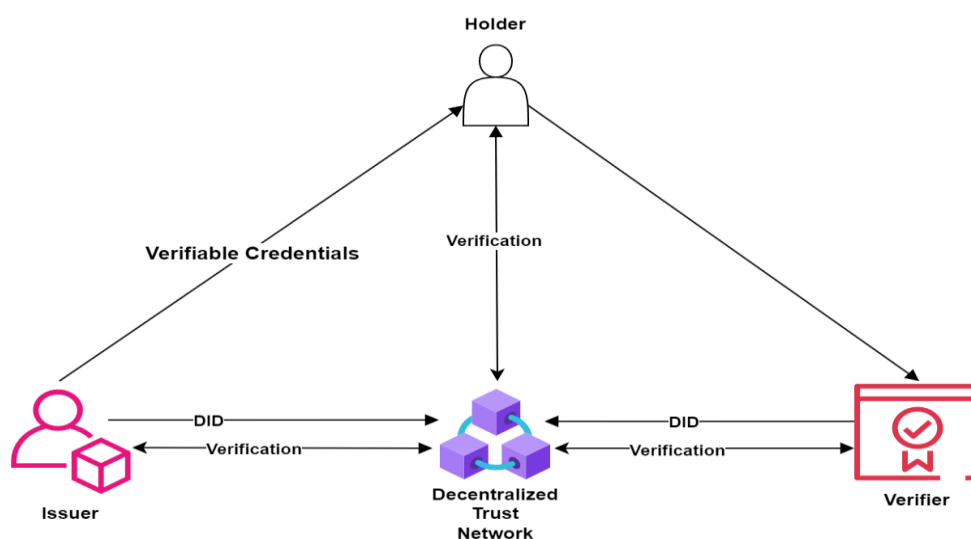 Holder
Verification
Verifiable Credentials
DID
DID
Verification
Verification
Decentralized
Trust
Network
Issuer
Verifier